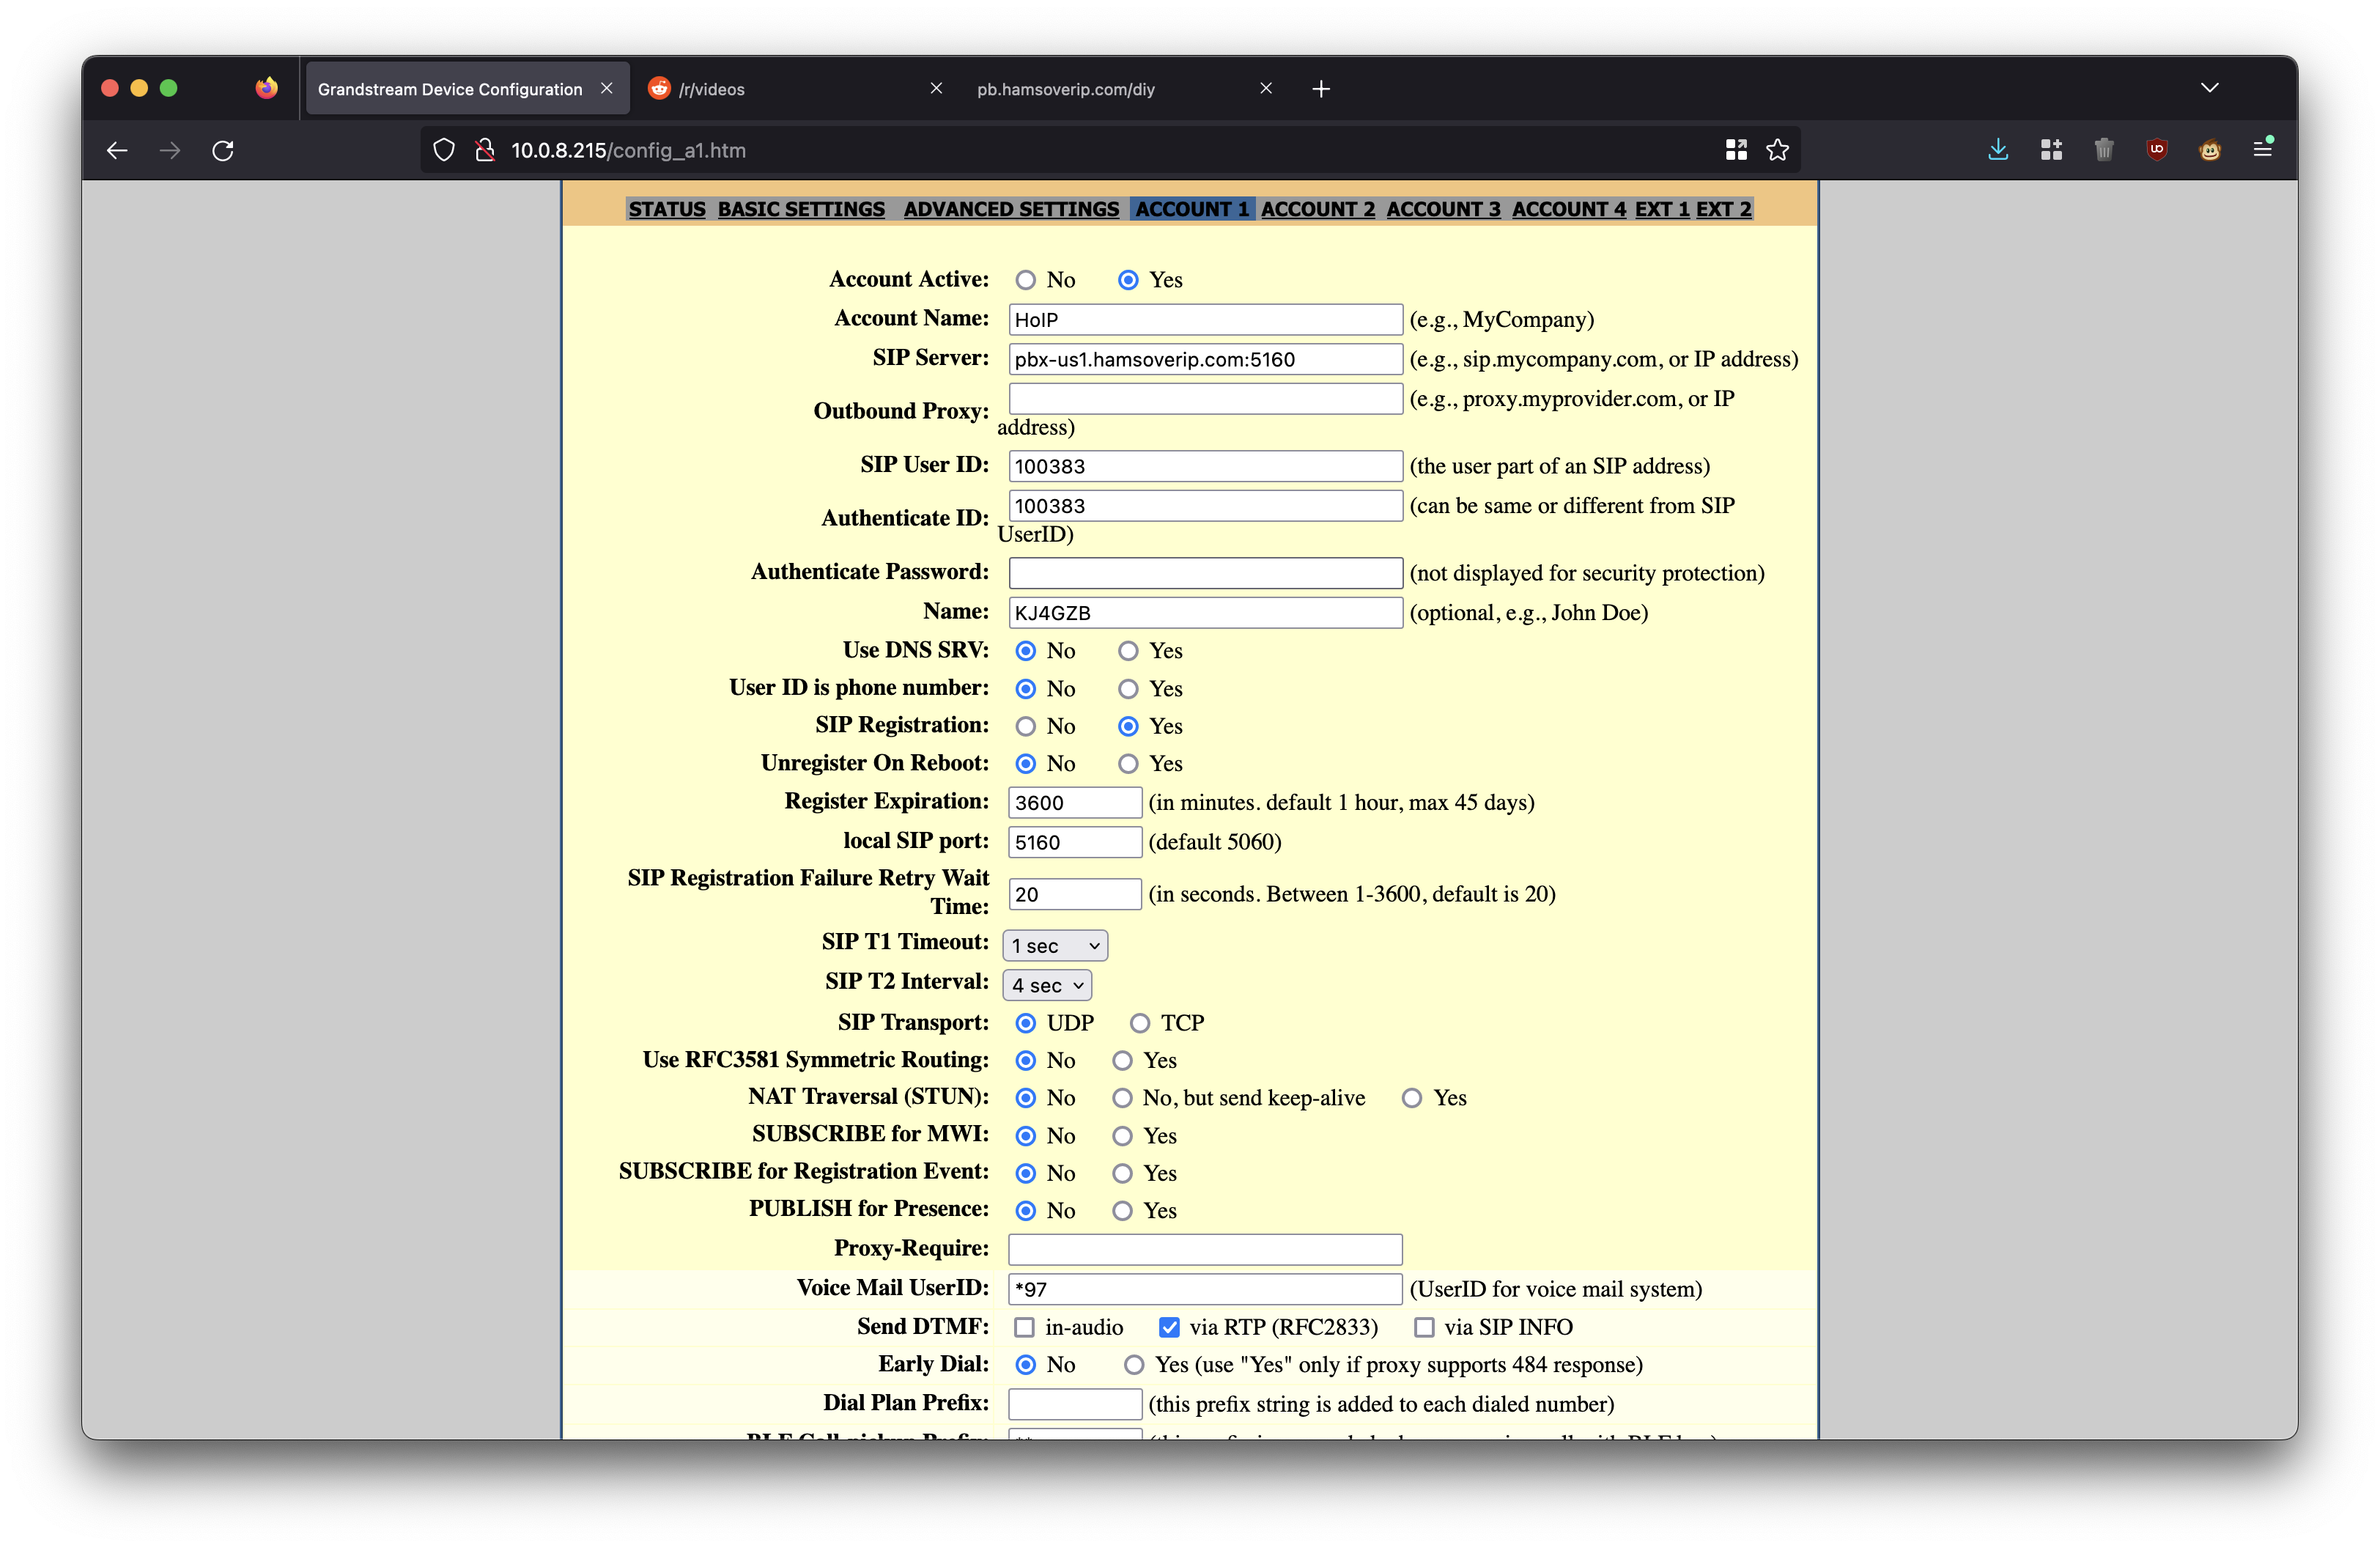 Grandstream Device Configuration
/r/videos
pb.hamsoverip.com/diy
10.0.8.215/config_a1.htm
STATUS BASIC SETTINGS ADVANCED SETTINGS ACCOUNT 1 ACCOUNT 2 ACCOUNT 3 ACCOUNT 4 EXT 1 EXT 2
Account Active: No Yes
Account Name: HoIP (e.g., MyCompany)
SIP Server: pbx-us1.hamsoverip.com:5160 (e.g., sip.mycompany.com, or IP address)
Outbound Proxy: (e.g., proxy.myprovider.com, or IP
address)
SIP User ID: 100383 (the user part of an SIP address)
Authenticate ID: 100383 (can be same or different from SIP
UserID)
Authenticate Password: (not displayed for security protection)
Name: KJ4GZB (optional, e.g., John Doe)
Use DNS SRV: No Yes
User ID is phone number: No Yes
SIP Registration: No Yes
Unregister On Reboot: No Yes
Register Expiration: 3600 (in minutes. default 1 hour, max 45 days)
local SIP port: 5160 (default 5060)
SIP Registration Failure Retry Wait
Time: 20 (in seconds. Between 1-3600, default is 20)
SIP T1 Timeout: 1 sec
SIP T2 Interval: 4 sec
SIP Transport: UDP TCP
Use RFC3581 Symmetric Routing: No Yes
NAT Traversal (STUN): No No, but send keep-alive Yes
SUBSCRIBE for MWI: No Yes
SUBSCRIBE for Registration Event: No Yes
PUBLISH for Presence: No Yes
Proxy-Require:
Voice Mail UserID: *97 (UserID for voice mail system)
Send DTMF: in-audio via RTP (RFC2833) via SIP INFO
Early Dial: No Yes (use "Yes" only if proxy supports 484 response)
Dial Plan Prefix: (this prefix string is added to each dialed number)
BLF Call-pickup Prefix: **